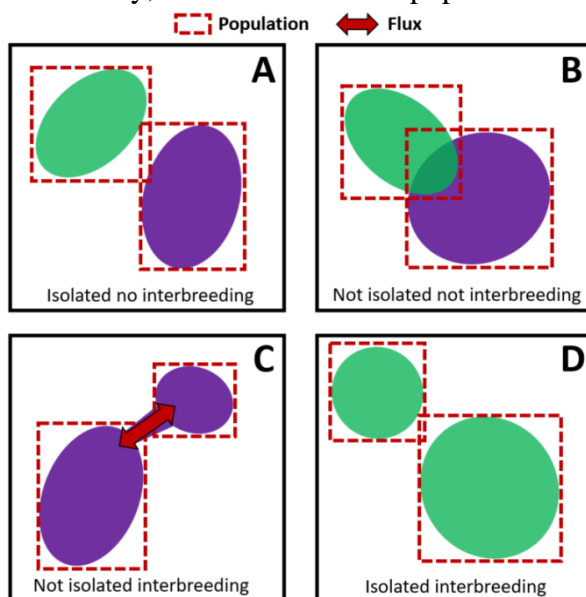 Population Flux
A B
Isolated no interbreeding Not isolated not interbreeding
C D
Not isolated interbreeding Isolated interbreeding